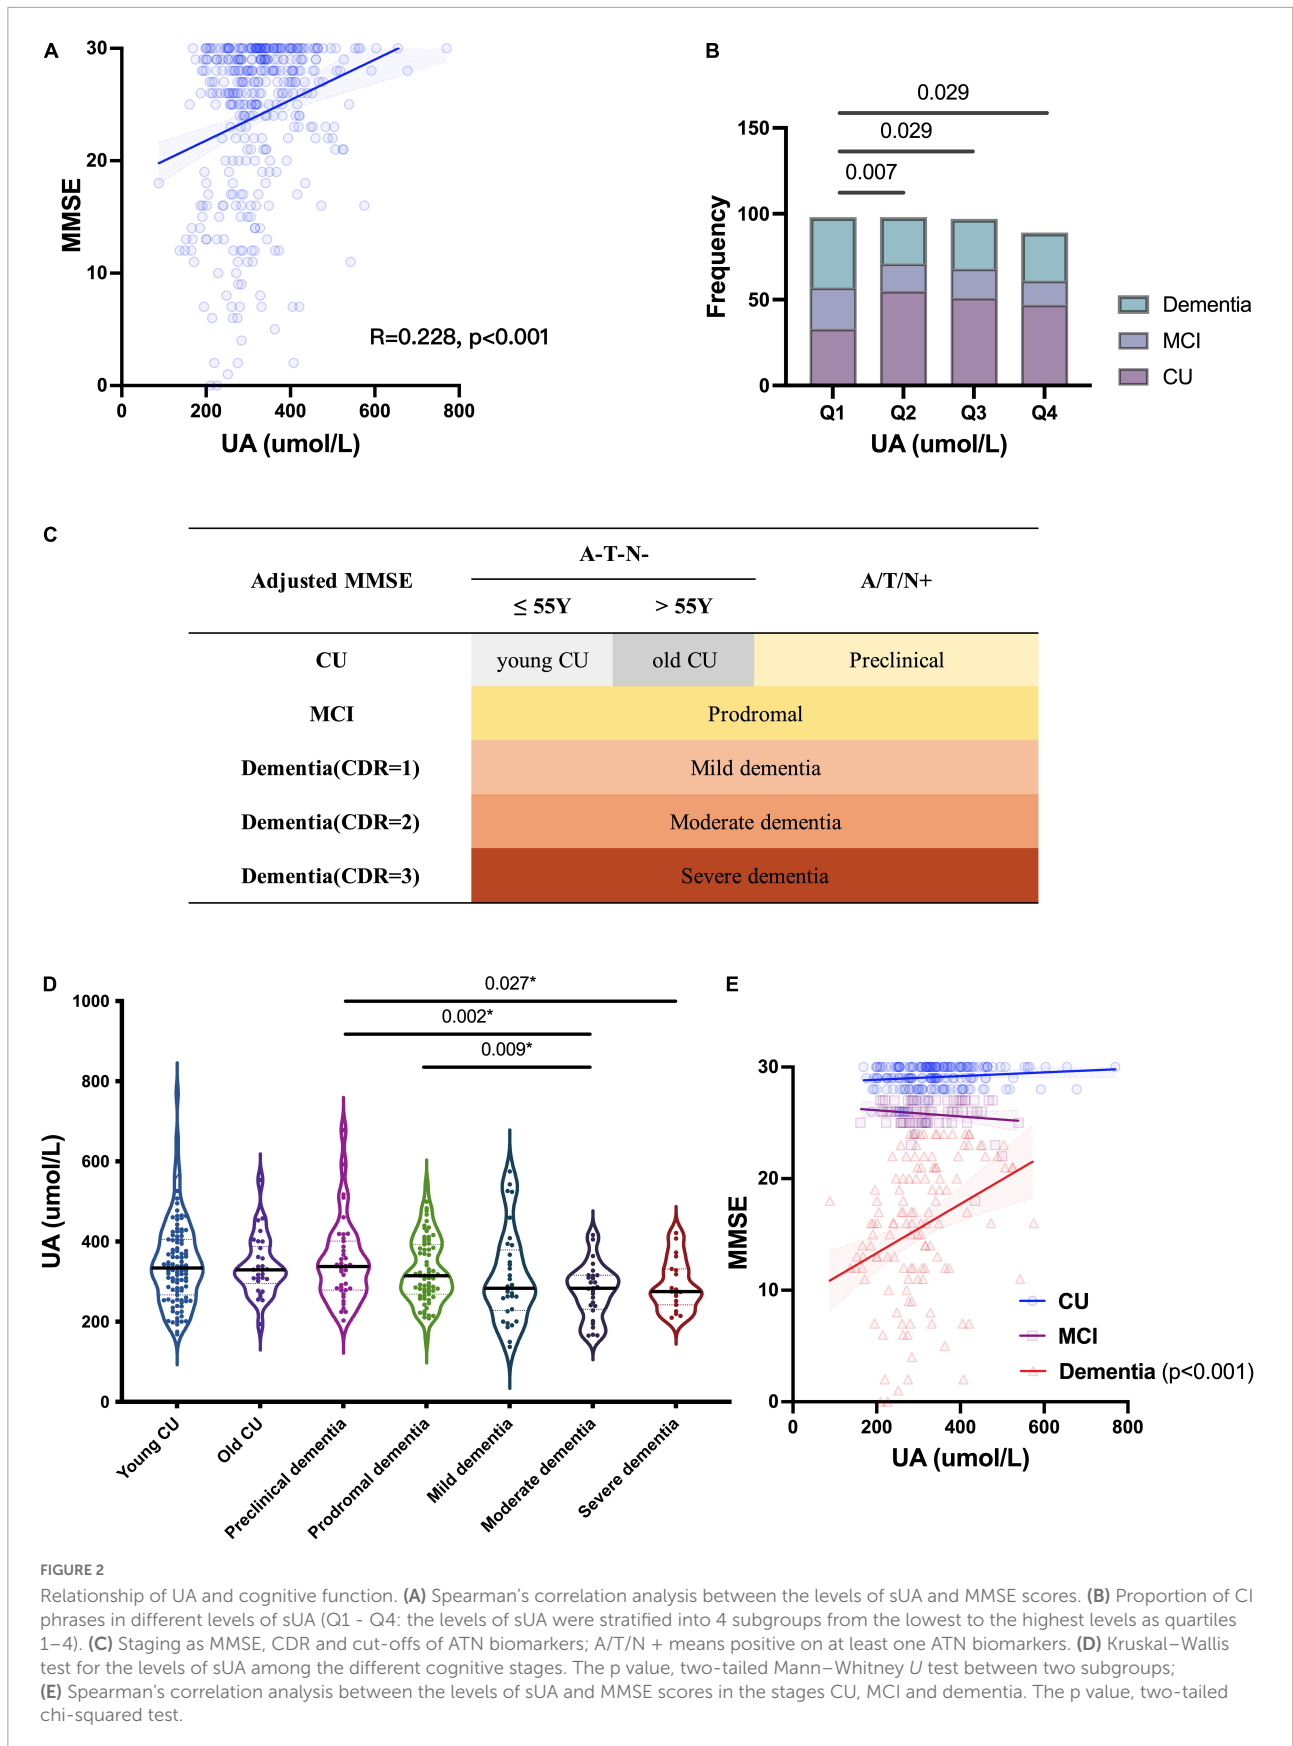 A
30
20
10
0
MMSE
R=0.228, p<0.001
0 200 400 600 800
UA (umol/L)
B
0.029
0.029
0.007
150
100
50
0
Frequency
Q1 Q2 Q3 Q4
UA (umol/L)
Dementia
MCI
CU
C
Adjusted MMSE
A-T-N-
A/T/N+
≤ 55Y
> 55Y
CU
young CU
old CU
Preclinical
MCI
Prodromal
Dementia(CDR=1)
Mild dementia
Dementia(CDR=2)
Moderate dementia
Dementia(CDR=3)
Severe dementia
D
0.027*
0.002*
0.009*
1000
800
600
400
200
0
UA (umol/L)
Young CU
Old CU
Preclinical dementia
Prodromal dementia
Mild dementia
Moderate dementia
Severe dementia
E
30
20
10
0
MMSE
CU
MCI
Dementia (p<0.001)
0 200 400 600 800
UA (umol/L)
FIGURE 2
Relationship of UA and cognitive function. (A) Spearman's correlation analysis between the levels of sUA and MMSE scores. (B) Proportion of CI
phrases in different levels of sUA (Q1 - Q4: the levels of sUA were stratified into 4 subgroups from the lowest to the highest levels as quartiles
1–4). (C) Staging as MMSE, CDR and cut-offs of ATN biomarkers; A/T/N + means positive on at least one ATN biomarkers. (D) Kruskal–Wallis
test for the levels of sUA among the different cognitive stages. The p value, two-tailed Mann–Whitney U test between two subgroups;
(E) Spearman's correlation analysis between the levels of sUA and MMSE scores in the stages CU, MCI and dementia. The p value, two-tailed
chi-squared test.